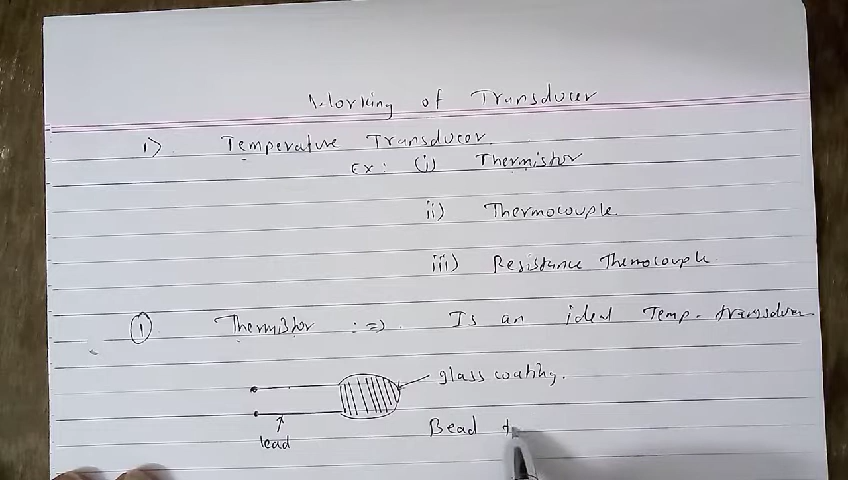 Working of Transducer
1). Temperature Transducer.
Ex: (i) Thermistor
ii) Thermocouple.
iii) Resistance Themocouple
① Thermistor :=> Is an ideal Temp. transducer
glass coating.
lead
Bead t